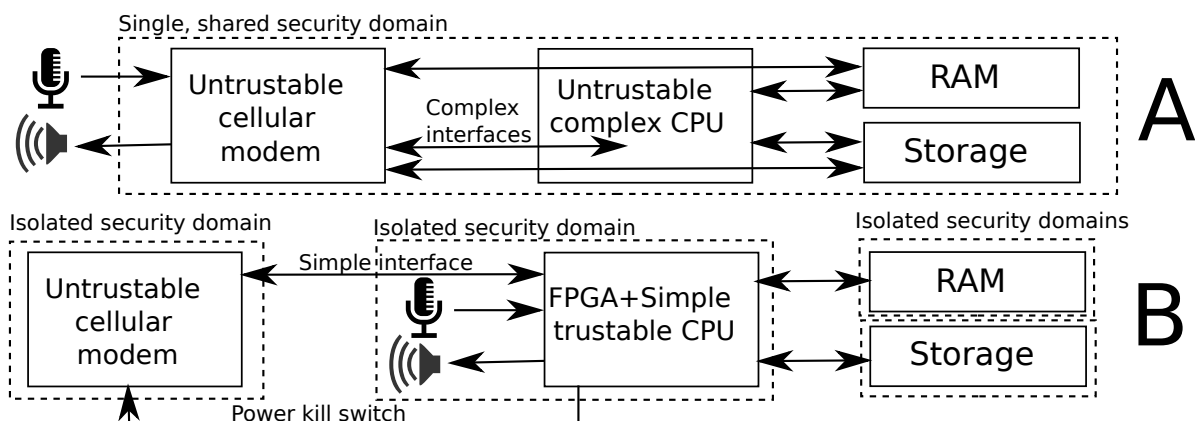 Single, shared security domain
Untrustable
cellular
modem
Complex
interfaces
Untrustable
complex CPU
RAM
Storage
A
Isolated security domain
Untrustable
cellular
modem
Simple interface
Isolated security domain
FPGA+Simple
trustable CPU
Isolated security domains
RAM
Storage
B
Power kill switch